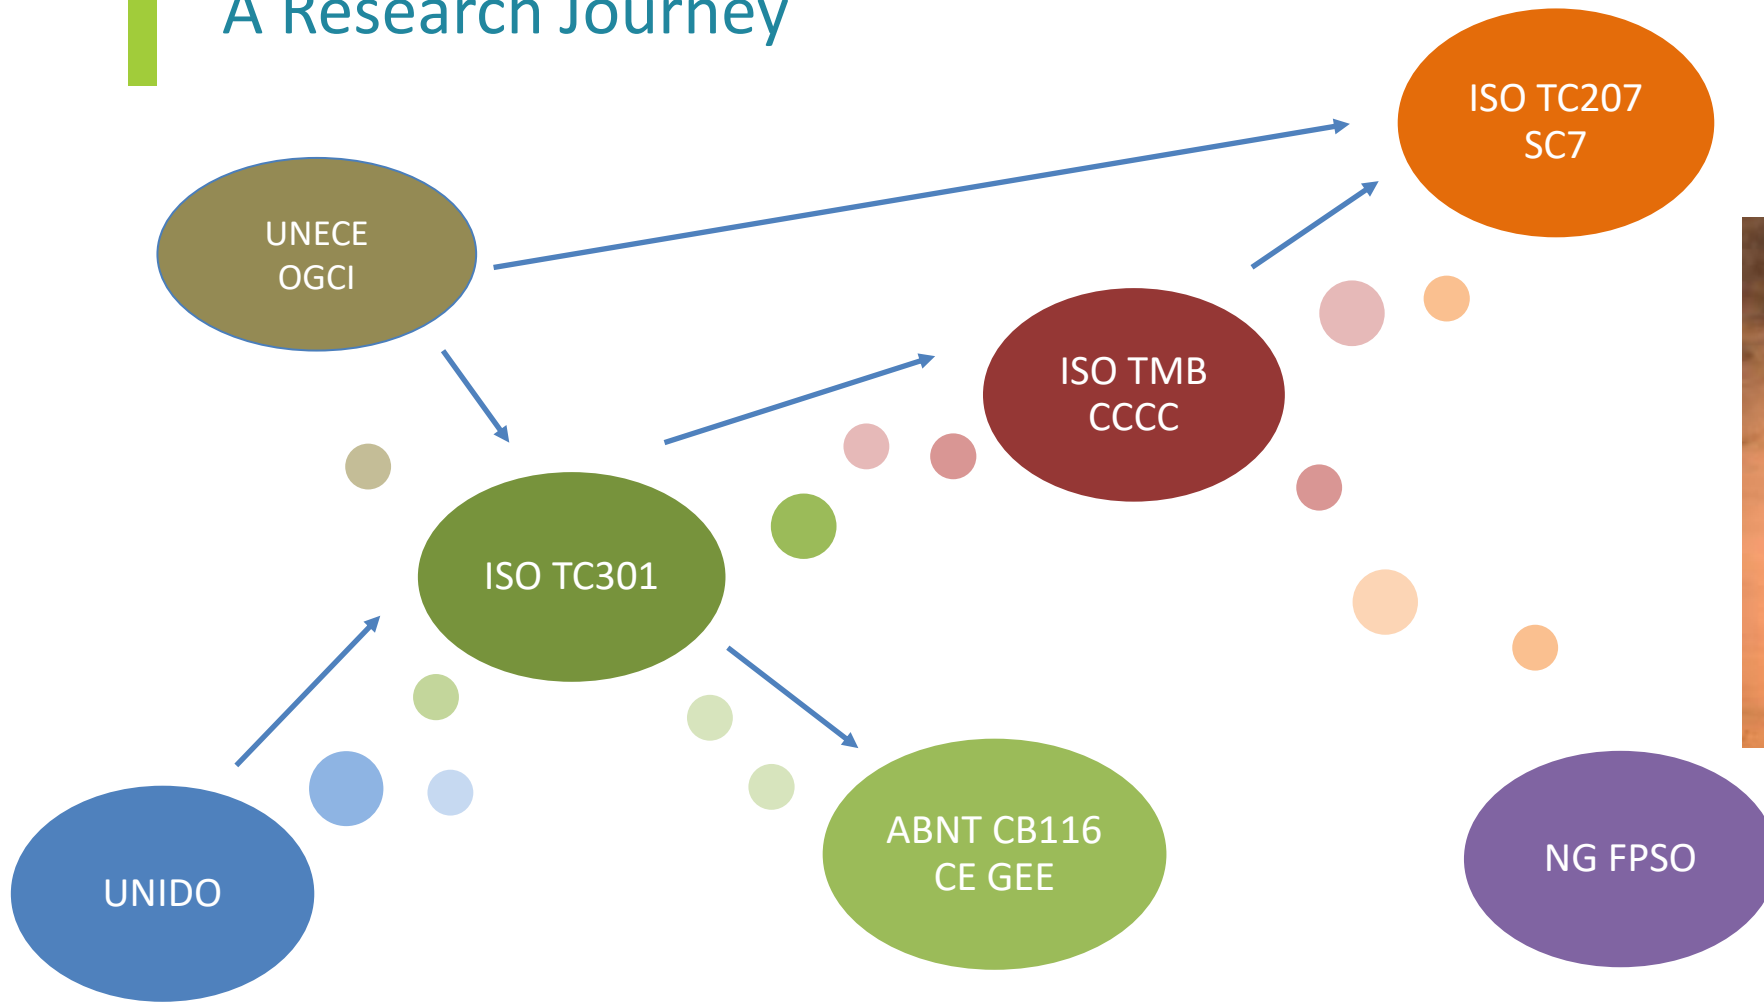 A Research Journey
ISO TC207
SC7
UNECE
OGCI
ISO TMB
CCCC
ISO TC301
ABNT CB116
CE GEE
NG FPSO
UNIDO